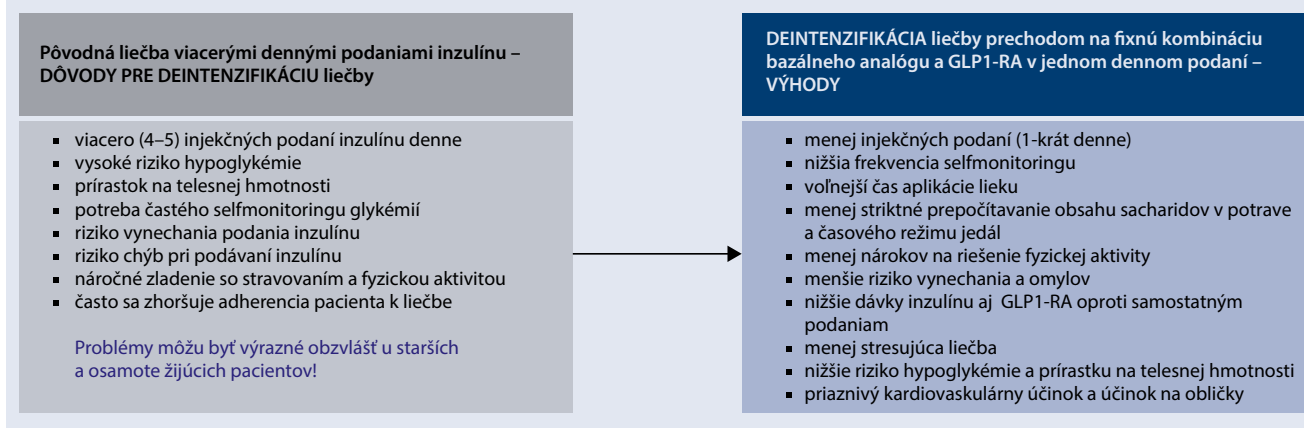 Pôvodná liečba viacerými dennými podaniami inzulínu –
DÔVODY PRE DEINTENZIFIKÁCIU liečby
▪ viacero (4–5) injekčných podaní inzulínu denne
▪ vysoké riziko hypoglykémie
▪ prírastok na telesnej hmotnosti
▪ potreba častého selfmonitoringu glykémií
▪ riziko vynechania podania inzulínu
▪ riziko chýb pri podávaní inzulínu
▪ náročné zladenie so stravovaním a fyzickou aktivitou
▪ často sa zhoršuje adherencia pacienta k liečbe
Problémy môžu byť výrazné obzvlášť u starších
a osamote žijúcich pacientov!
DEINTENZIFIKÁCIA liečby prechodom na fixnú kombináciu
bazálneho analógu a GLP1-RA v jednom dennom podaní –
VÝHODY
▪ menej injekčných podaní (1-krát denne)
▪ nižšia frekvencia selfmonitoringu
▪ voľnejší čas aplikácie lieku
▪ menej striktné prepočítavanie obsahu sacharidov v potrave
a časového režimu jedál
▪ menej nárokov na riešenie fyzickej aktivity
▪ menšie riziko vynechania a omylov
▪ nižšie dávky inzulínu aj GLP1-RA oproti samostatným
podaniam
▪ menej stresujúca liečba
▪ nižšie riziko hypoglykémie a prírastku na telesnej hmotnosti
▪ priaznivý kardiovaskulárny účinok a účinok na obličky